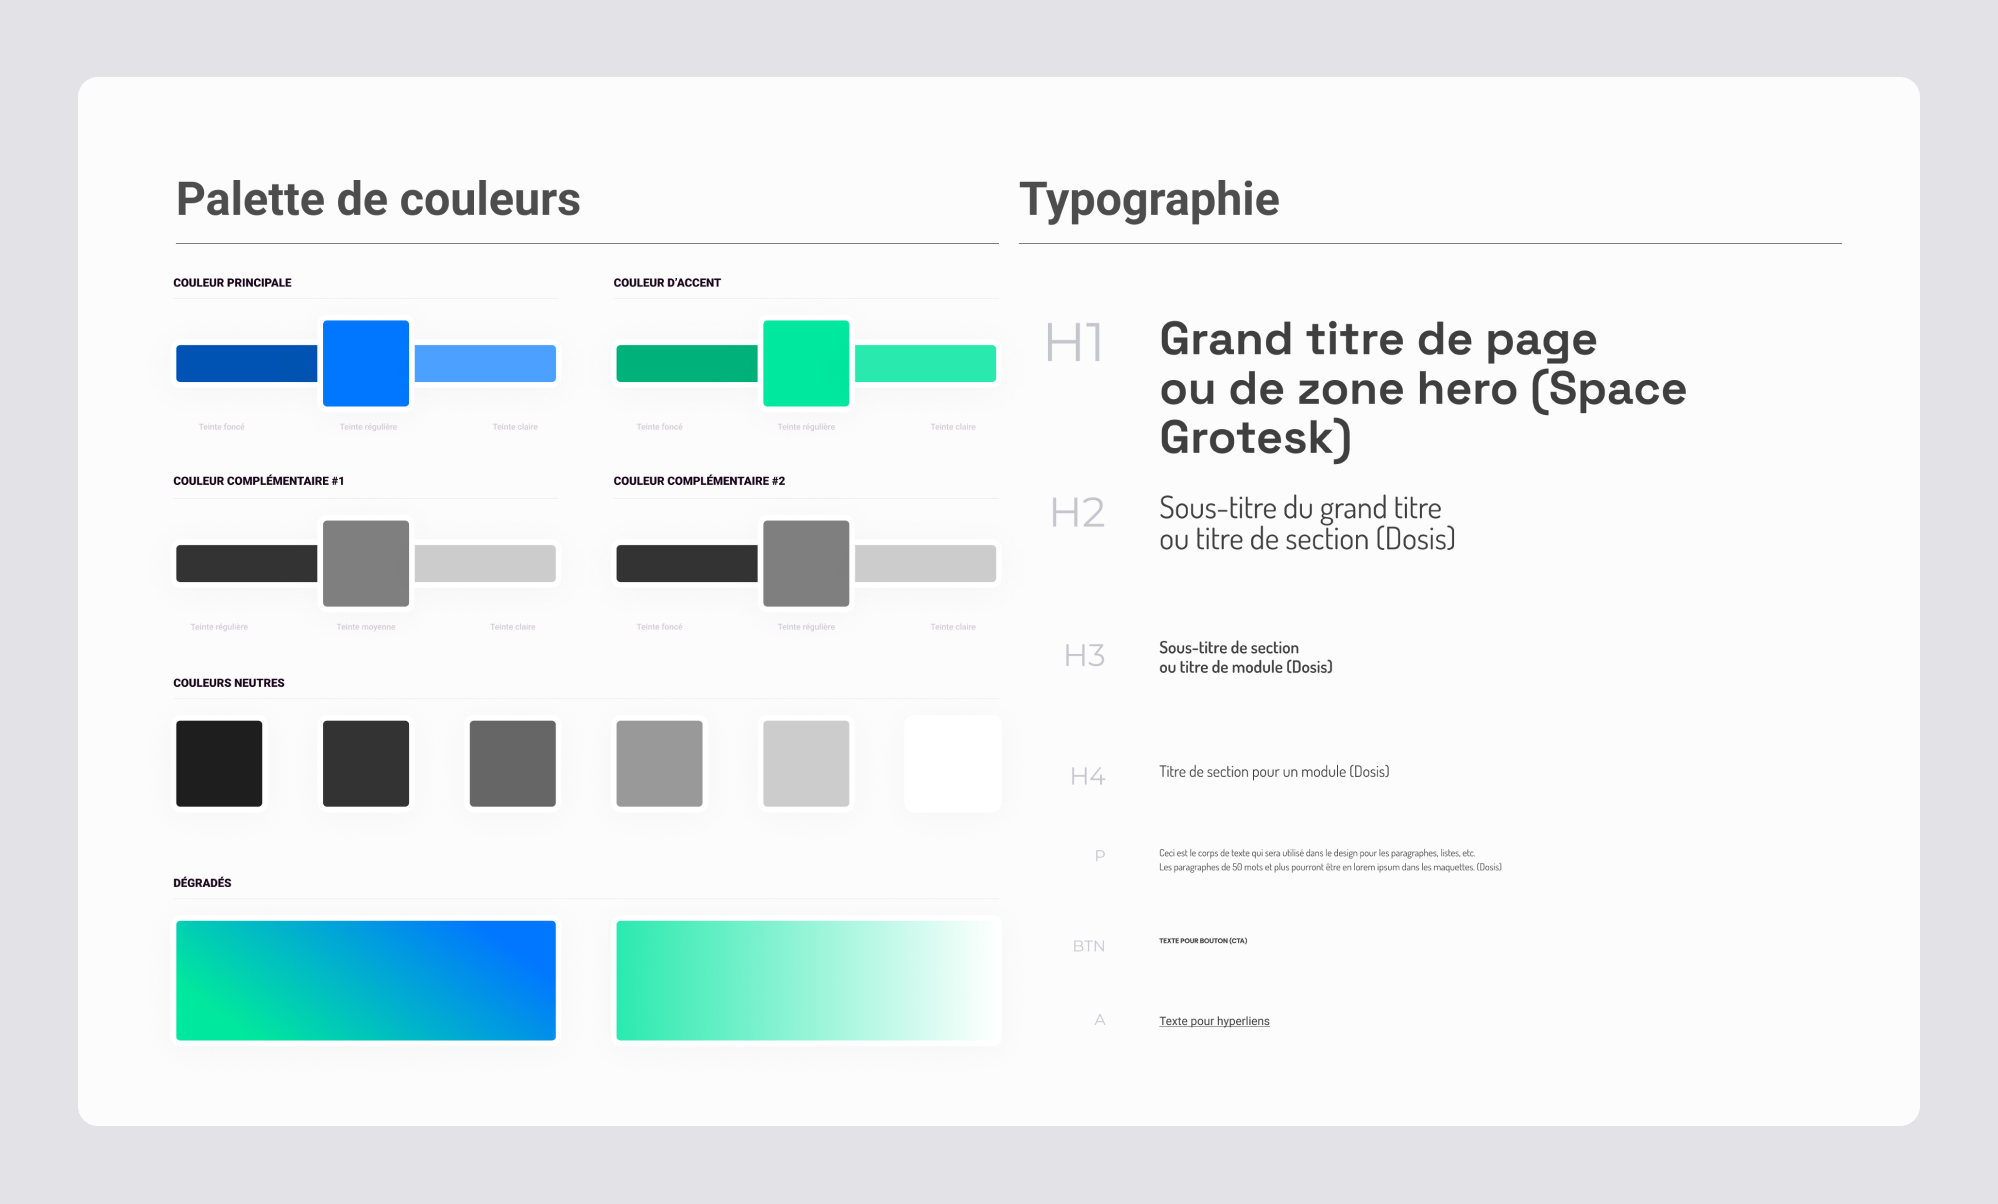 Palette de couleurs
COULEUR PRINCIPALE
COULEUR D’ACCENT
Teinte foncé
Teinte régulière
Teinte claire
Teinte foncé
Teinte régulière
Teinte claire
COULEUR COMPLÉMENTAIRE #1
COULEUR COMPLÉMENTAIRE #2
Teinte régulière
Teinte moyenne
Teinte claire
Teinte foncé
Teinte régulière
Teinte claire
COULEURS NEUTRES
DÉGRADÉS
Typographie
H1
Grand titre de page
ou de zone hero (Space
Grotesk)
H2
Sous-titre du grand titre
ou titre de section (Dosis)
H3
Sous-titre de section
ou titre de module (Dosis)
H4
Titre de section pour un module (Dosis)
P
Ceci est le corps de texte qui sera utilisé dans le design pour les paragraphes, listes, etc.
Les paragraphes de 50 mots et plus pourront être en lorem ipsum dans les maquettes. (Dosis)
BTN
TEXTE POUR BOUTON (CTA)
A
Texte pour hyperliens